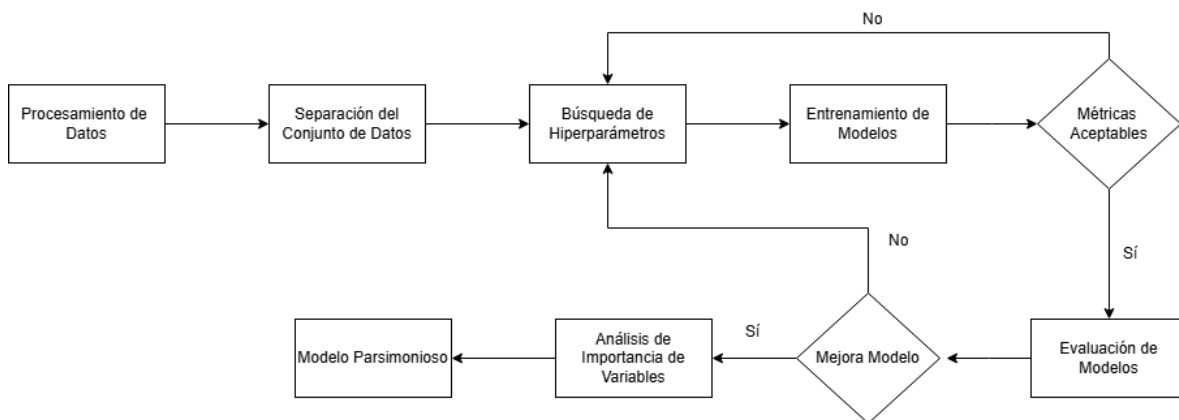 No
Procesamiento de
Datos
Separación del
Conjunto de Datos
Búsqueda de
Hiperparámetros
Entrenamiento de
Modelos
Métricas
Aceptables
No
Sí
Modelo Parsimonioso
Análisis de
Importancia de
Variables
Sí
Mejora Modelo
Evaluación de
Modelos